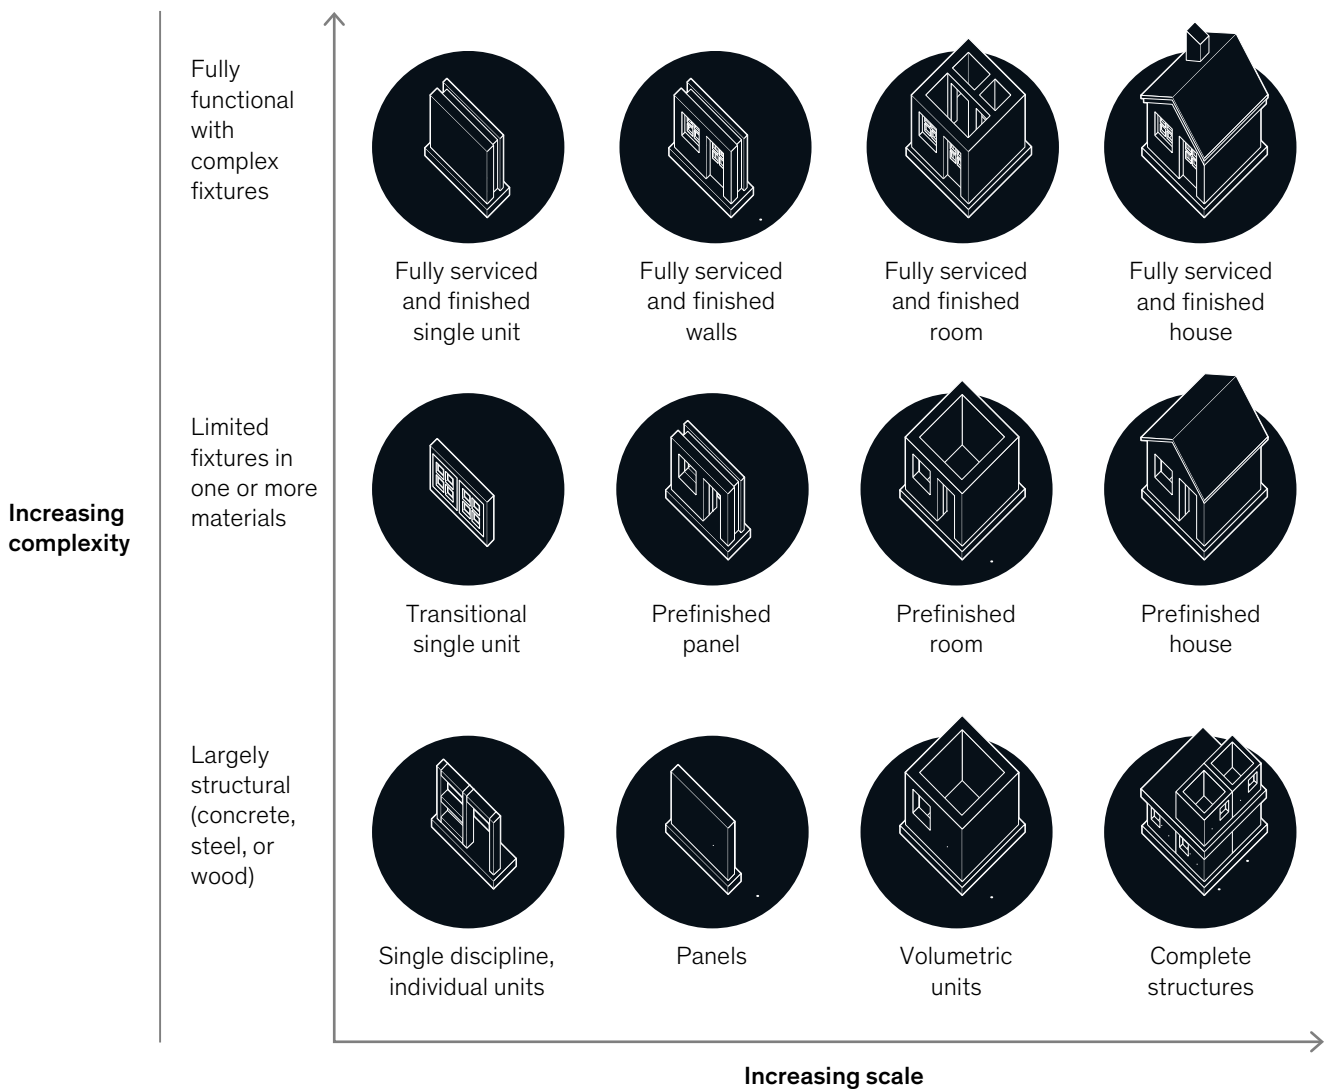 Fully
functional
with
complex
fixtures
Fully serviced
and finished
single unit
Fully serviced
and finished
walls
Fully serviced
and finished
room
Fully serviced
and finished
house
Limited
fixtures in
one or more
materials
Increasing
complexity
Transitional
single unit
Prefinished
panel
Prefinished
room
Prefinished
house
Largely
structural
(concrete,
steel, or
wood)
Single discipline,
individual units
Panels
Volumetric
units
Complete
structures
Increasing scale